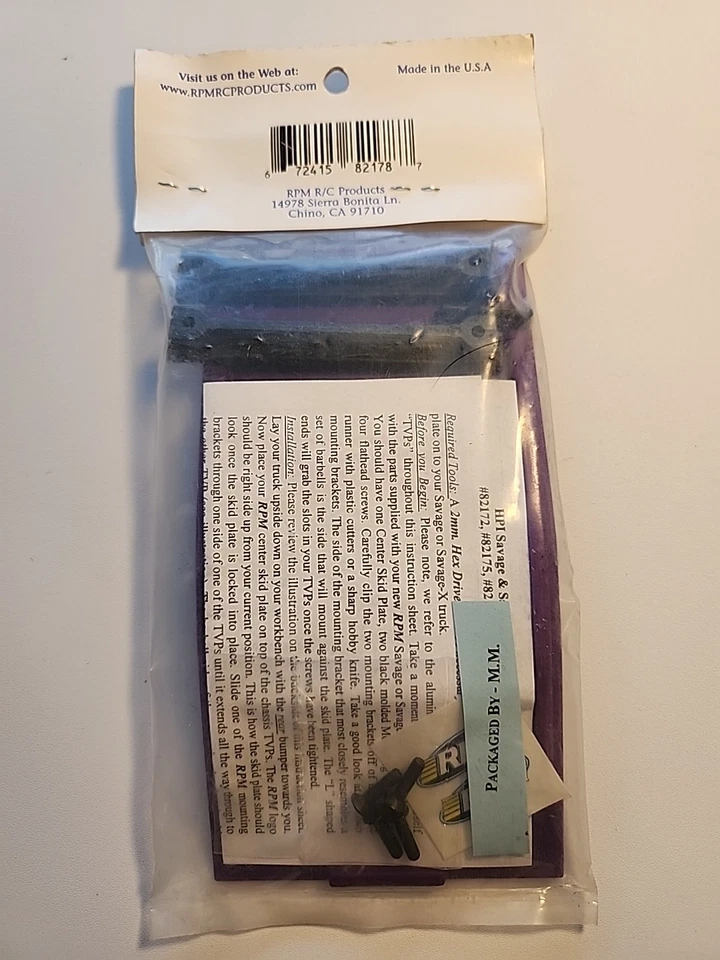 Visit us on the Web at:
www.RPMRCPRODUCTS.com
Made in the U.S.A
6 72415 82178 7
RPM R/C Products
14978 Sierra Bonita Ln.
Chino, CA 91710
HPI Savage & S
#82172, #82175, #82
Required Tools: A 2mm. Hex Drive
plate on to your Savage or Savage-X truck.
Before you Begin: Please note, we refer to the alumin
"TVPs" throughout this instruction sheet. Take a momen
with the parts supplied with your new RPM Savage or Savag
You should have one Center Skid Plate, two black molded M
four flathead screws. Carefully clip the two mounting brackets off of
runner with plastic cutters or a sharp hobby knife. Take a good look at
mounting brackets. The side of the mounting bracket that most closely resembles a
set of barbells is the side that will mount against the skid plate. The "L" shaped
ends will grab the slots in your TVPs once the screws have been tightened.
Installation: Please review the illustration on the backside of this instruction sheet.
Lay your truck upside down on your workbench with the rear bumper towards you.
Now place your RPM center skid plate on top of the chassis TVPs. The RPM logo
should be right side up from your current position. This is how the skid plate should
look once the skid plate is locked into place. Slide one of the RPM mounting
brackets through one side of one of the TVPs until it extends all the way through to
the other TVP
PACKAGED BY - M.M.